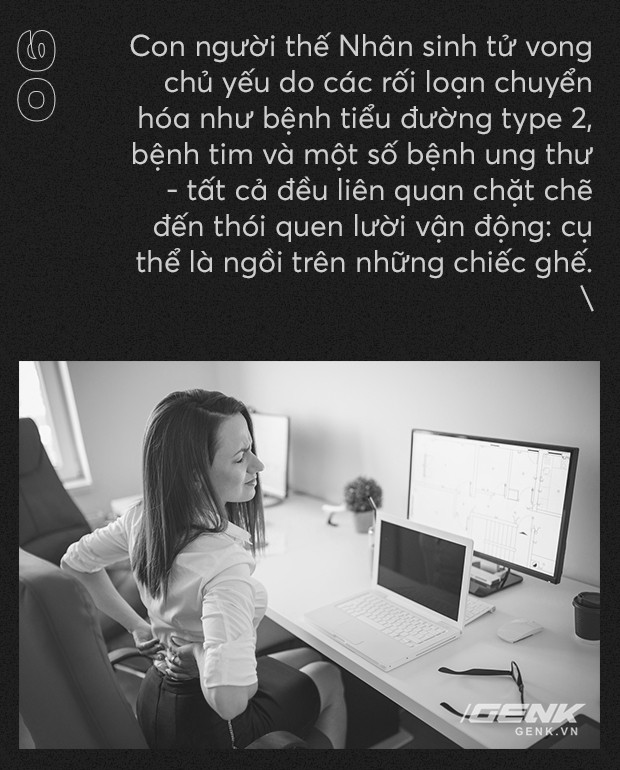 06
Con người thế Nhân sinh tử vong
chủ yếu do các rối loạn chuyển
hóa như bệnh tiểu đường type 2,
bệnh tim và một số bệnh ung thư
- tất cả đều liên quan chặt chẽ
đến thói quen lười vận động: cụ
thể là ngồi trên những chiếc ghế.
\
/GENK
GENK.VN